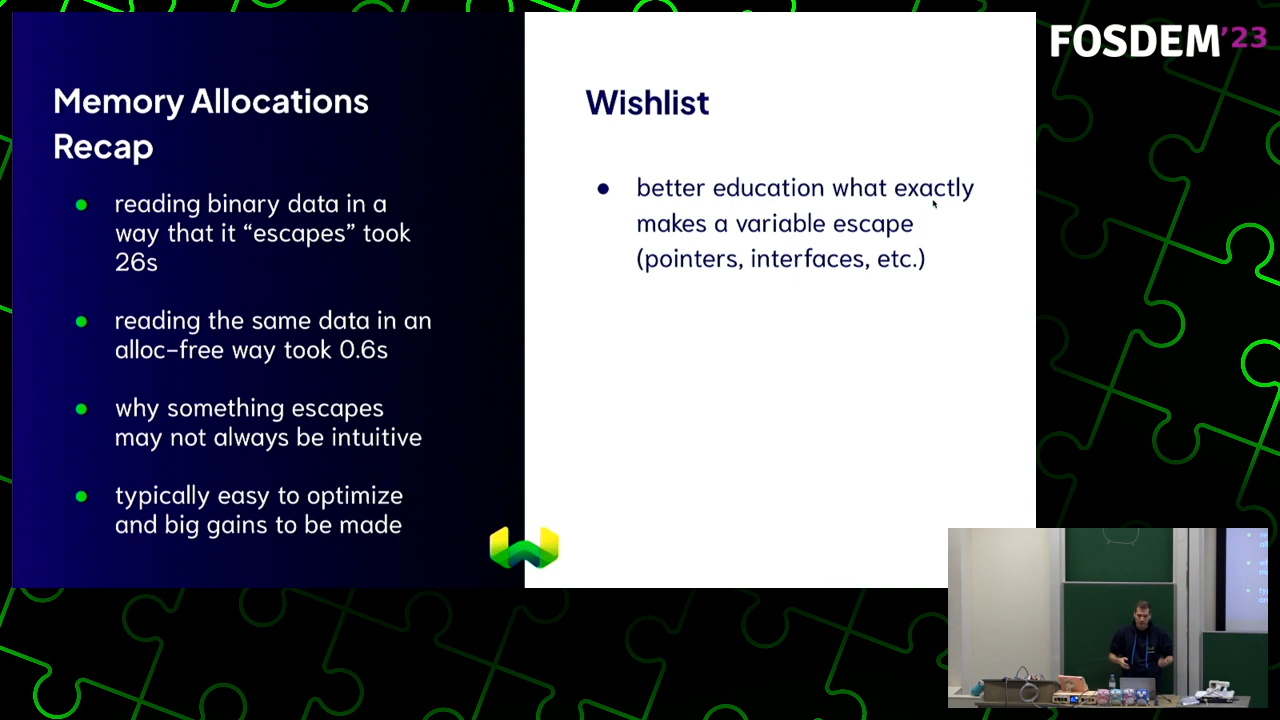 FOSDEM'23
Memory Allocations
Recap
reading binary data in a
way that it “escapes” took
26s
reading the same data in an
alloc-free way took 0.6s
why something escapes
may not always be intuitive
typically easy to optimize
and big gains to be made
Wishlist
better education what exactly
makes a variable escape
(pointers, interfaces, etc.)